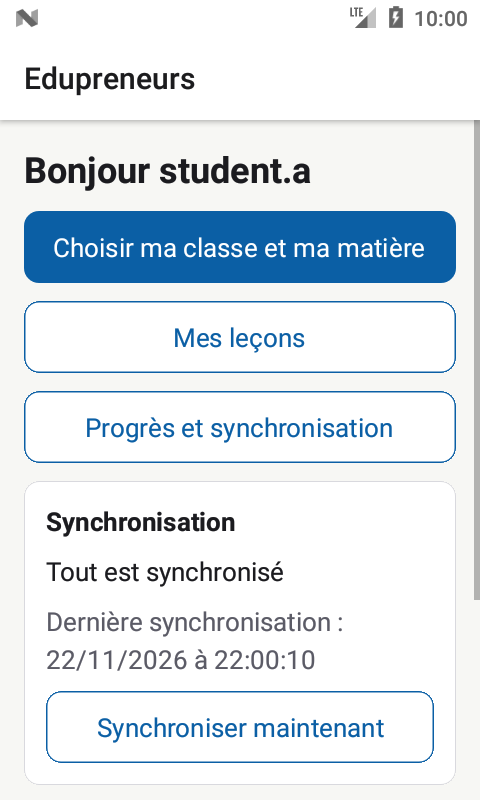 LTE 10:00
Edupreneurs
Bonjour student.a
Choisir ma classe et ma matière
Mes leçons
Progrès et synchronisation
Synchronisation
Tout est synchronisé
Dernière synchronisation :
22/11/2026 à 22:00:10
Synchroniser maintenant